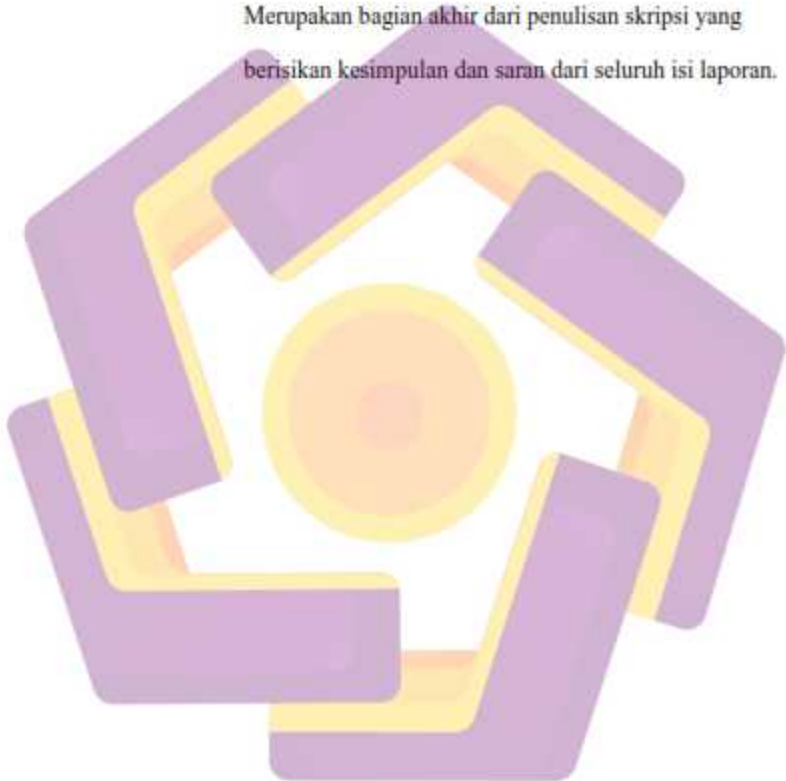 Merupakan bagian akhir dari penulisan skripsi yang
berisikan kesimpulan dan saran dari seluruh isi laporan.